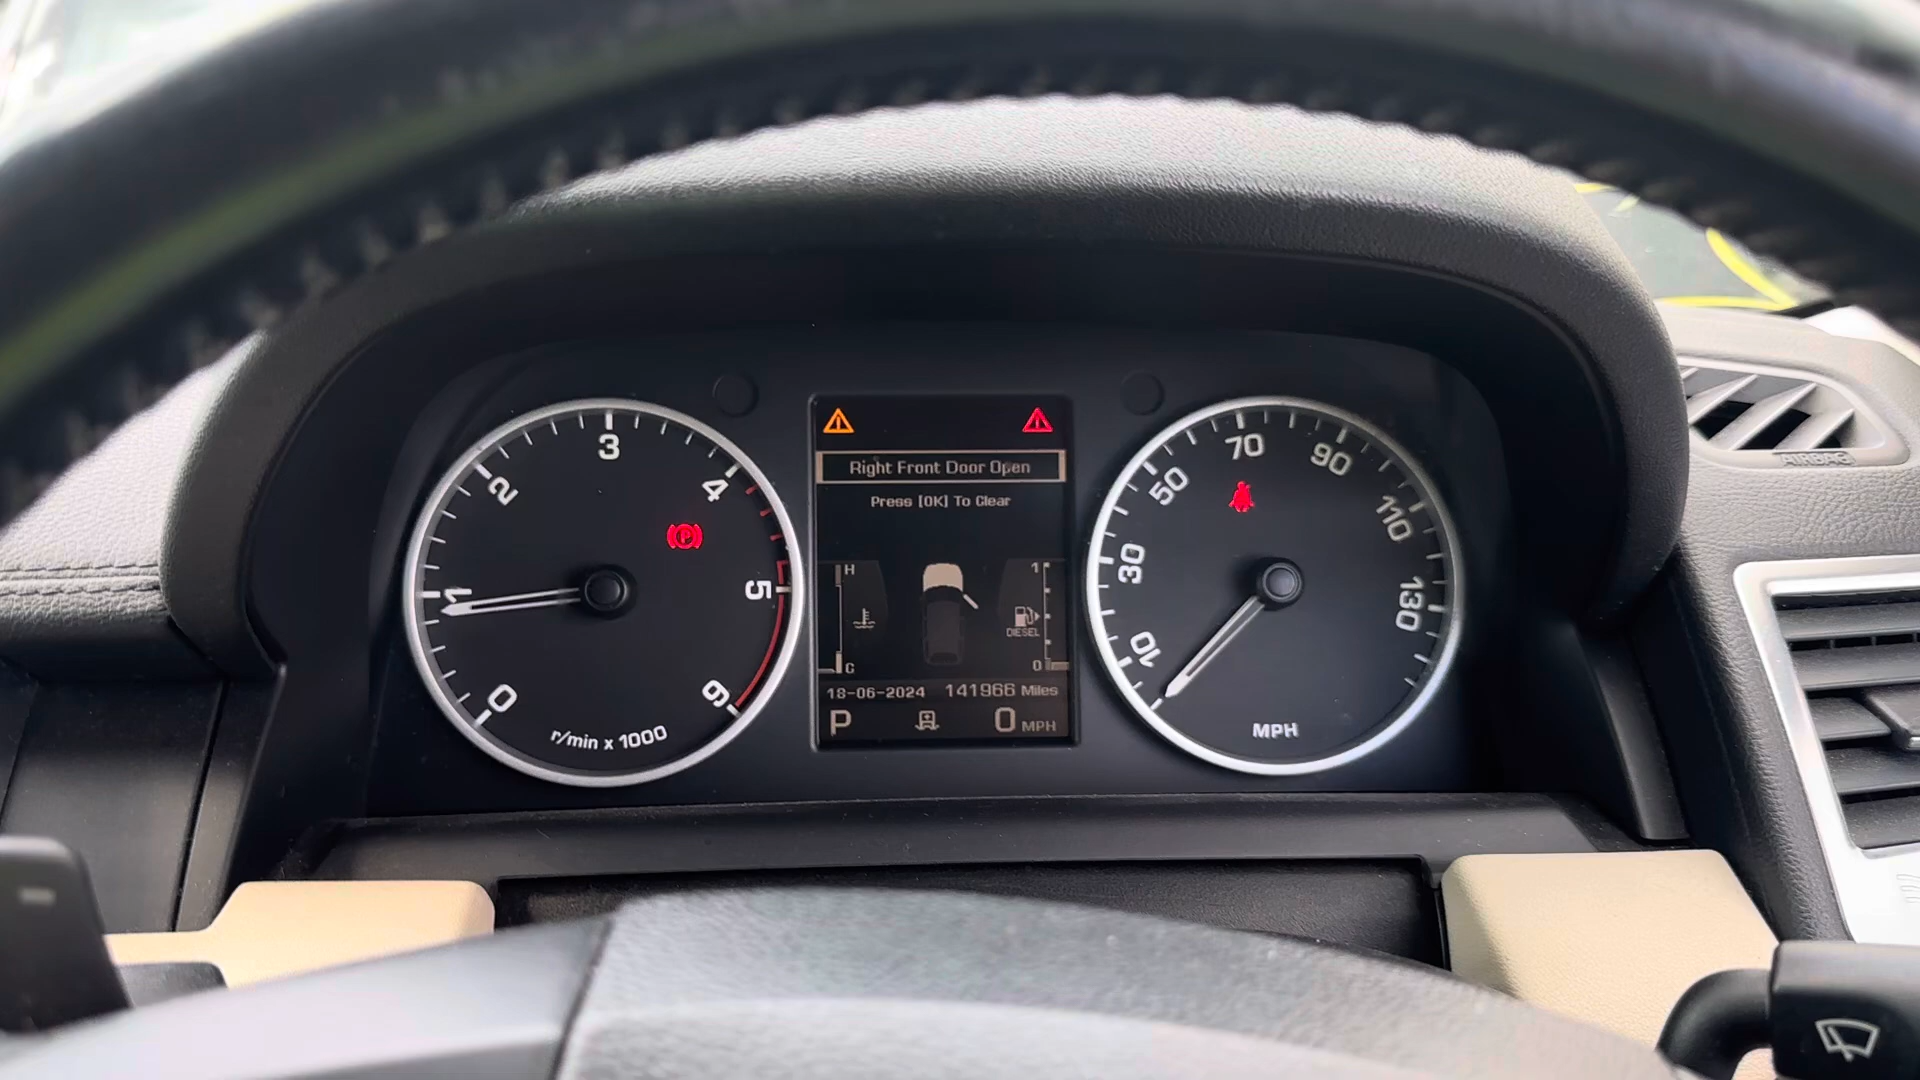 0
1
2
3
4
5
6
r/min x 1000
P
Right Front Door Open
Press [OK] To Clear
H
C
1
DIESEL
0
18-06-2024 141966 Miles
P 0 MPH
10
30
50
70
90
110
130
MPH
AIRBAG